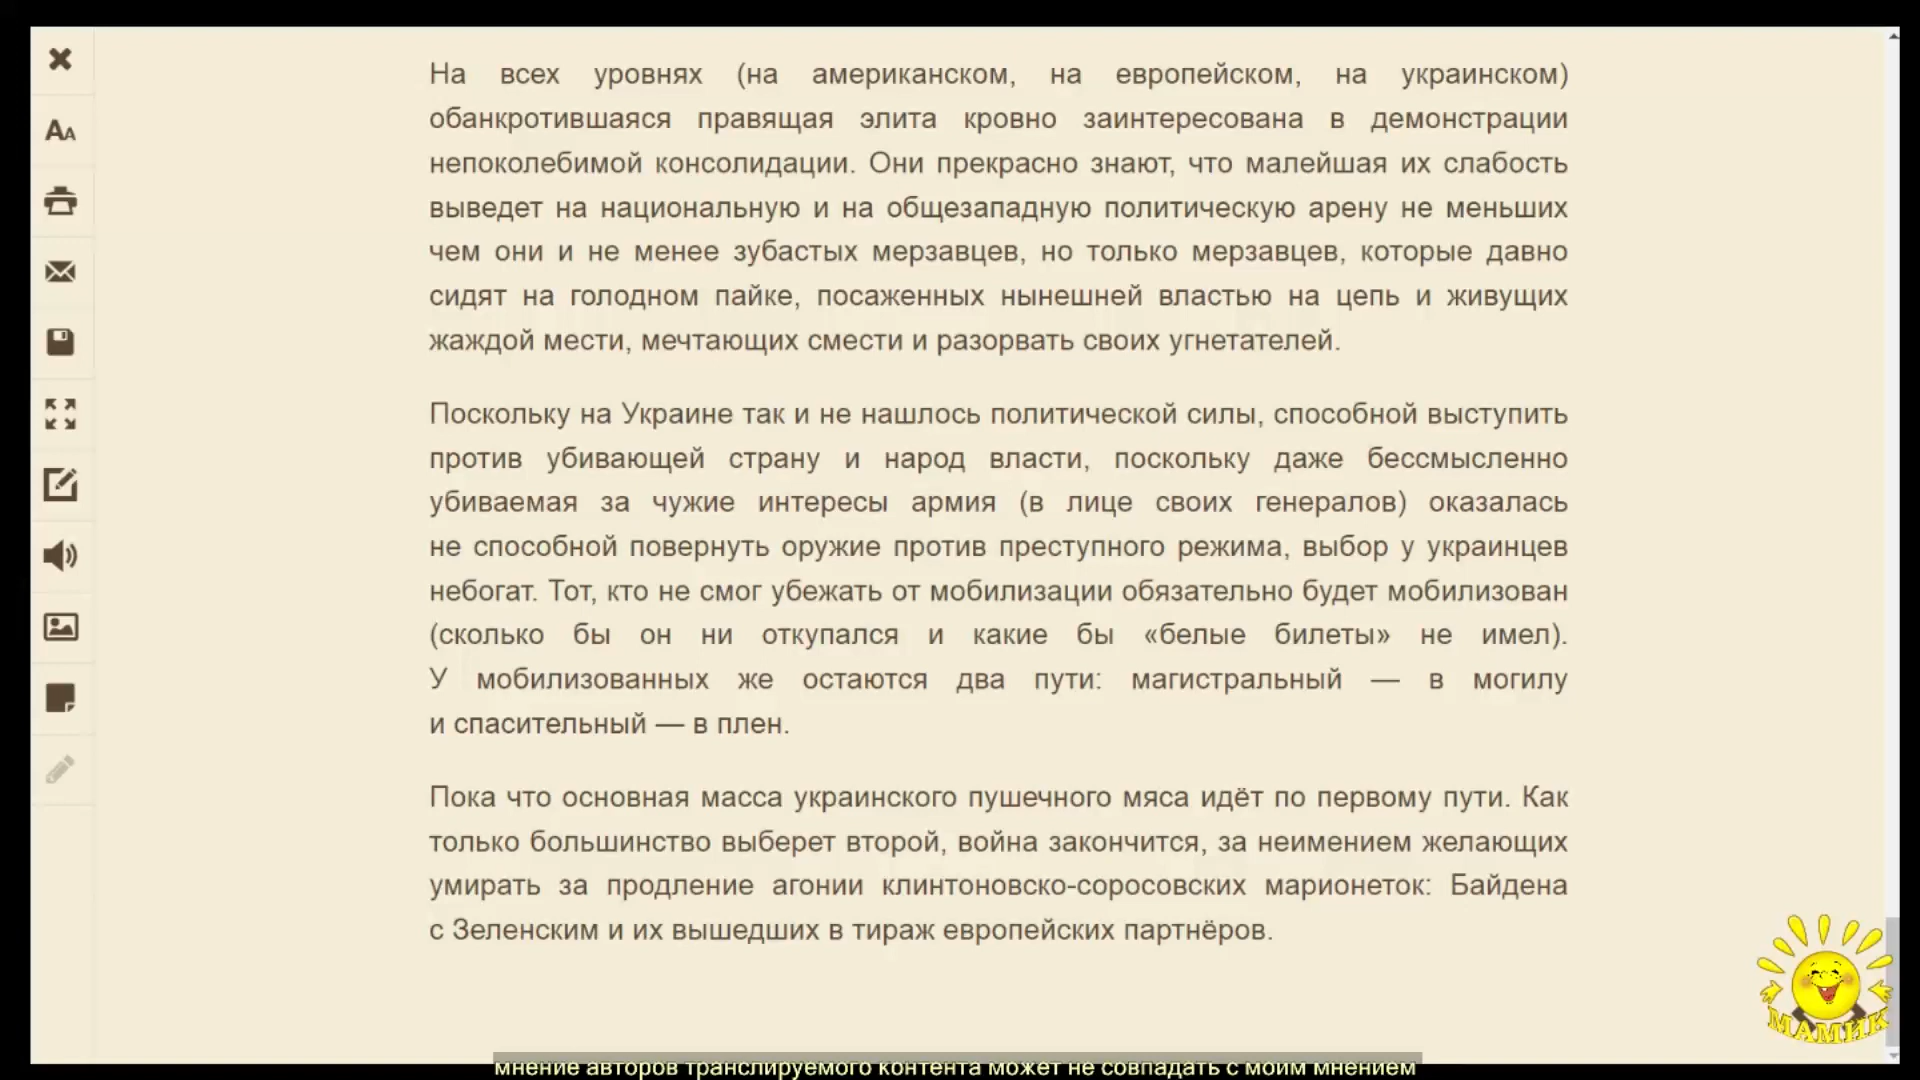 На всех уровнях (на американском, на европейском, на украинском)
обанкротившаяся правящая элита кровно заинтересована в демонстрации
непоколебимой консолидации. Они прекрасно знают, что малейшая их слабость
выведет на национальную и на общезападную политическую арену не меньших
чем они и не менее зубастых мерзавцев, но только мерзавцев, которые давно
сидят на голодном пайке, посаженных нынешней властью на цепь и живущих
жаждой мести, мечтающих смести и разорвать своих угнетателей.
Поскольку на Украине так и не нашлось политической силы, способной выступить
против убивающей страну и народ власти, поскольку даже бессмысленно
убиваемая за чужие интересы армия (в лице своих генералов) оказалась
не способной повернуть оружие против преступного режима, выбор у украинцев
небогат. Тот, кто не смог убежать от мобилизации обязательно будет мобилизован
(сколько бы он ни откупался и какие бы «белые билеты» не имел).
У мобилизованных же остаются два пути: магистральный — в могилу
и спасительный — в плен.
Пока что основная масса украинского пушечного мяса идёт по первому пути. Как
только большинство выберет второй, война закончится, за неимением желающих
умирать за продление агонии клинтоновско-соросовских марионеток: Байдена
с Зеленским и их вышедших в тираж европейских партнёров.
МАМИК
мнение авторов транслируемого контента может не совпадать с моим мнением